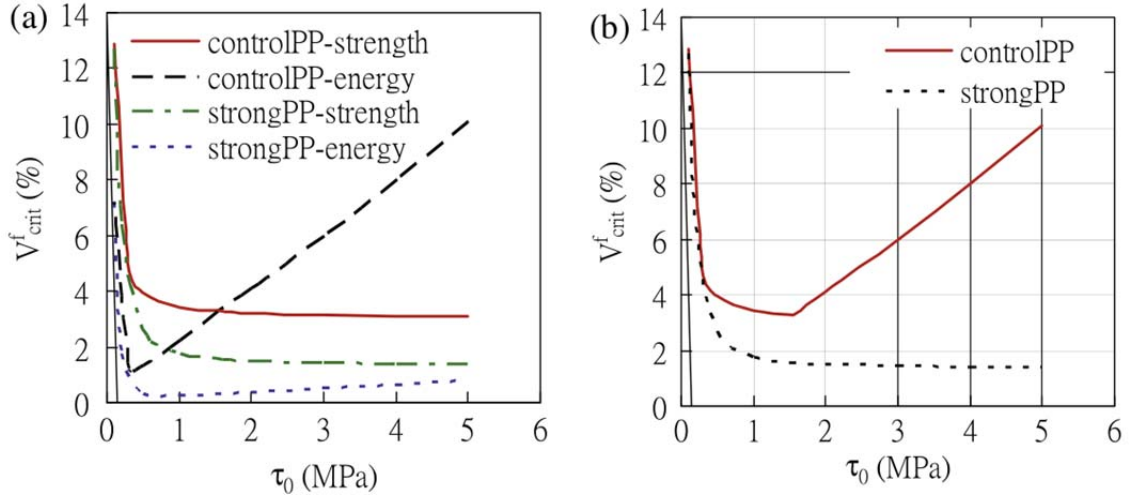 (a)
14
12
10
8
6
4
2
0
V^f_crit (%)
controlPP-strength
controlPP-energy
strongPP-strength
strongPP-energy
0 1 2 3 4 5 6
τ0 (MPa)
(b)
14
12
10
8
6
4
2
0
V^f_crit (%)
controlPP
strongPP
0 1 2 3 4 5 6
τ0 (MPa)